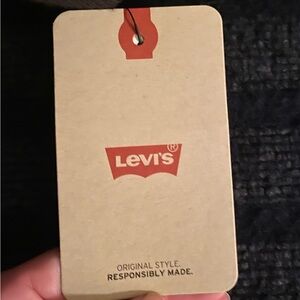 LEVI'S®
ORIGINAL STYLE.
RESPONSIBLY MADE.